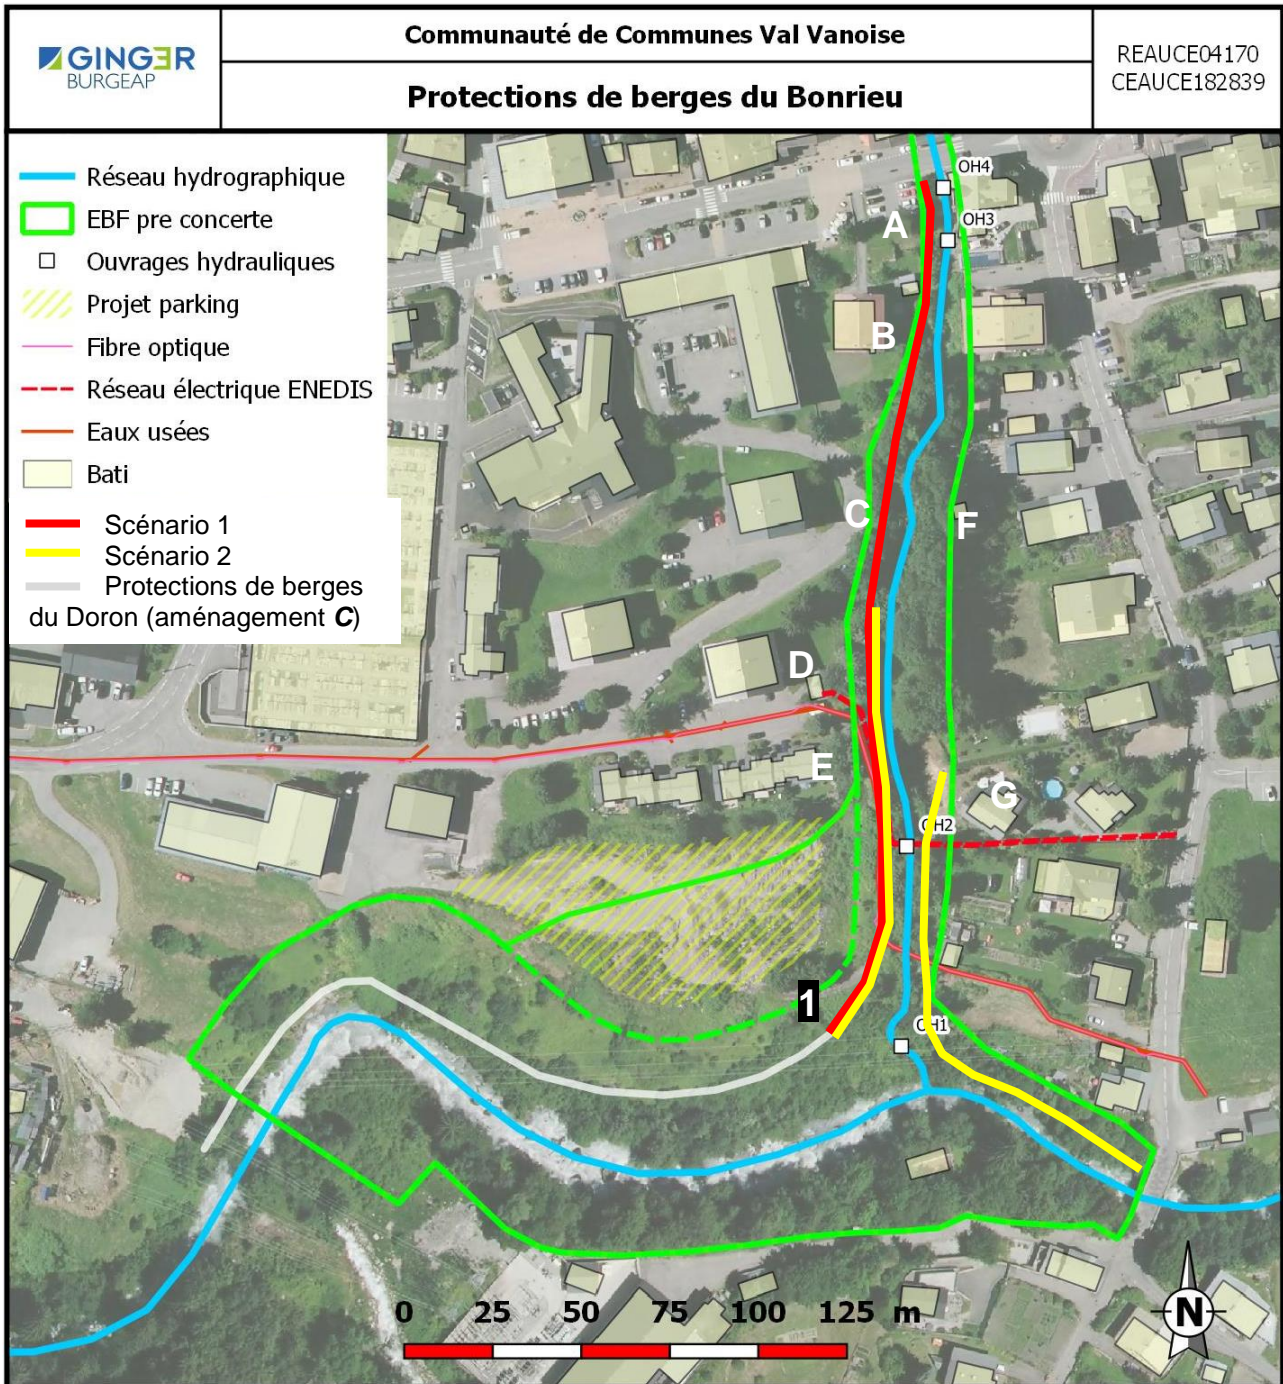 GINGER
BURGEAP
Communauté de Communes Val Vanoise
Protections de berges du Bonrieu
REAUCE04170
CEAUCE182839
Réseau hydrographique
EBF pre concerte
Ouvrages hydrauliques
Projet parking
Fibre optique
Réseau électrique ENEDIS
Eaux usées
Bati
Scénario 1
Scénario 2
Protections de berges
du Doron (aménagement C)
OH4
A
OH3
B
C
F
D
E
G
OH2
1
OH1
0 25 50 75 100 125 m
N